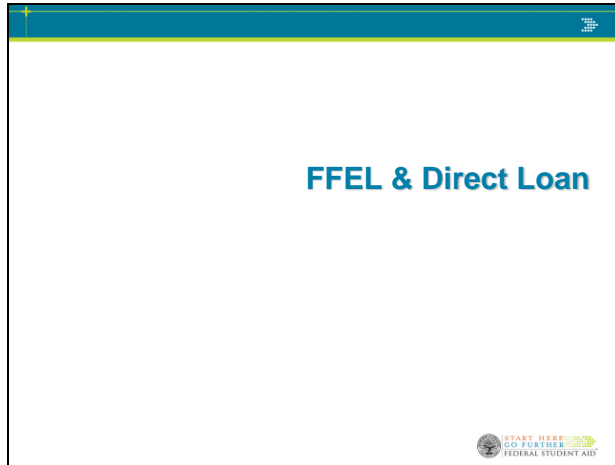 FFEL & Direct Loan
START HERE
GO FURTHER
FEDERAL STUDENT AID